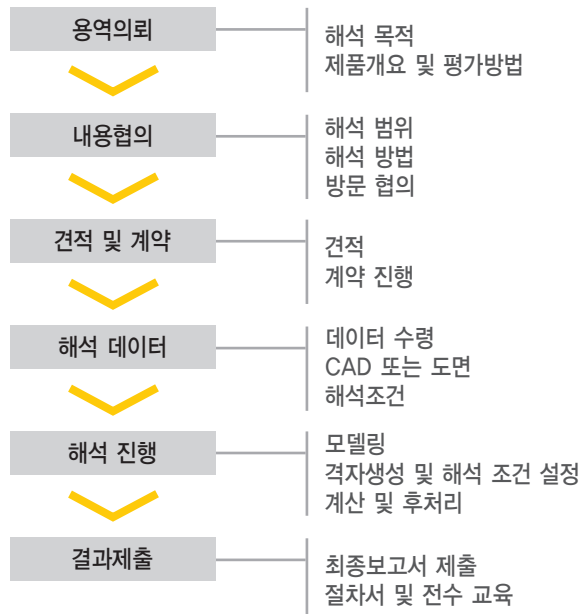 용역의뢰
해석 목적
제품개요 및 평가방법
내용협의
해석 범위
해석 방법
방문 협의
견적 및 계약
견적
계약 진행
해석 데이터
데이터 수령
CAD 또는 도면
해석조건
해석 진행
모델링
격자생성 및 해석 조건 설정
계산 및 후처리
결과제출
최종보고서 제출
절차서 및 전수 교육